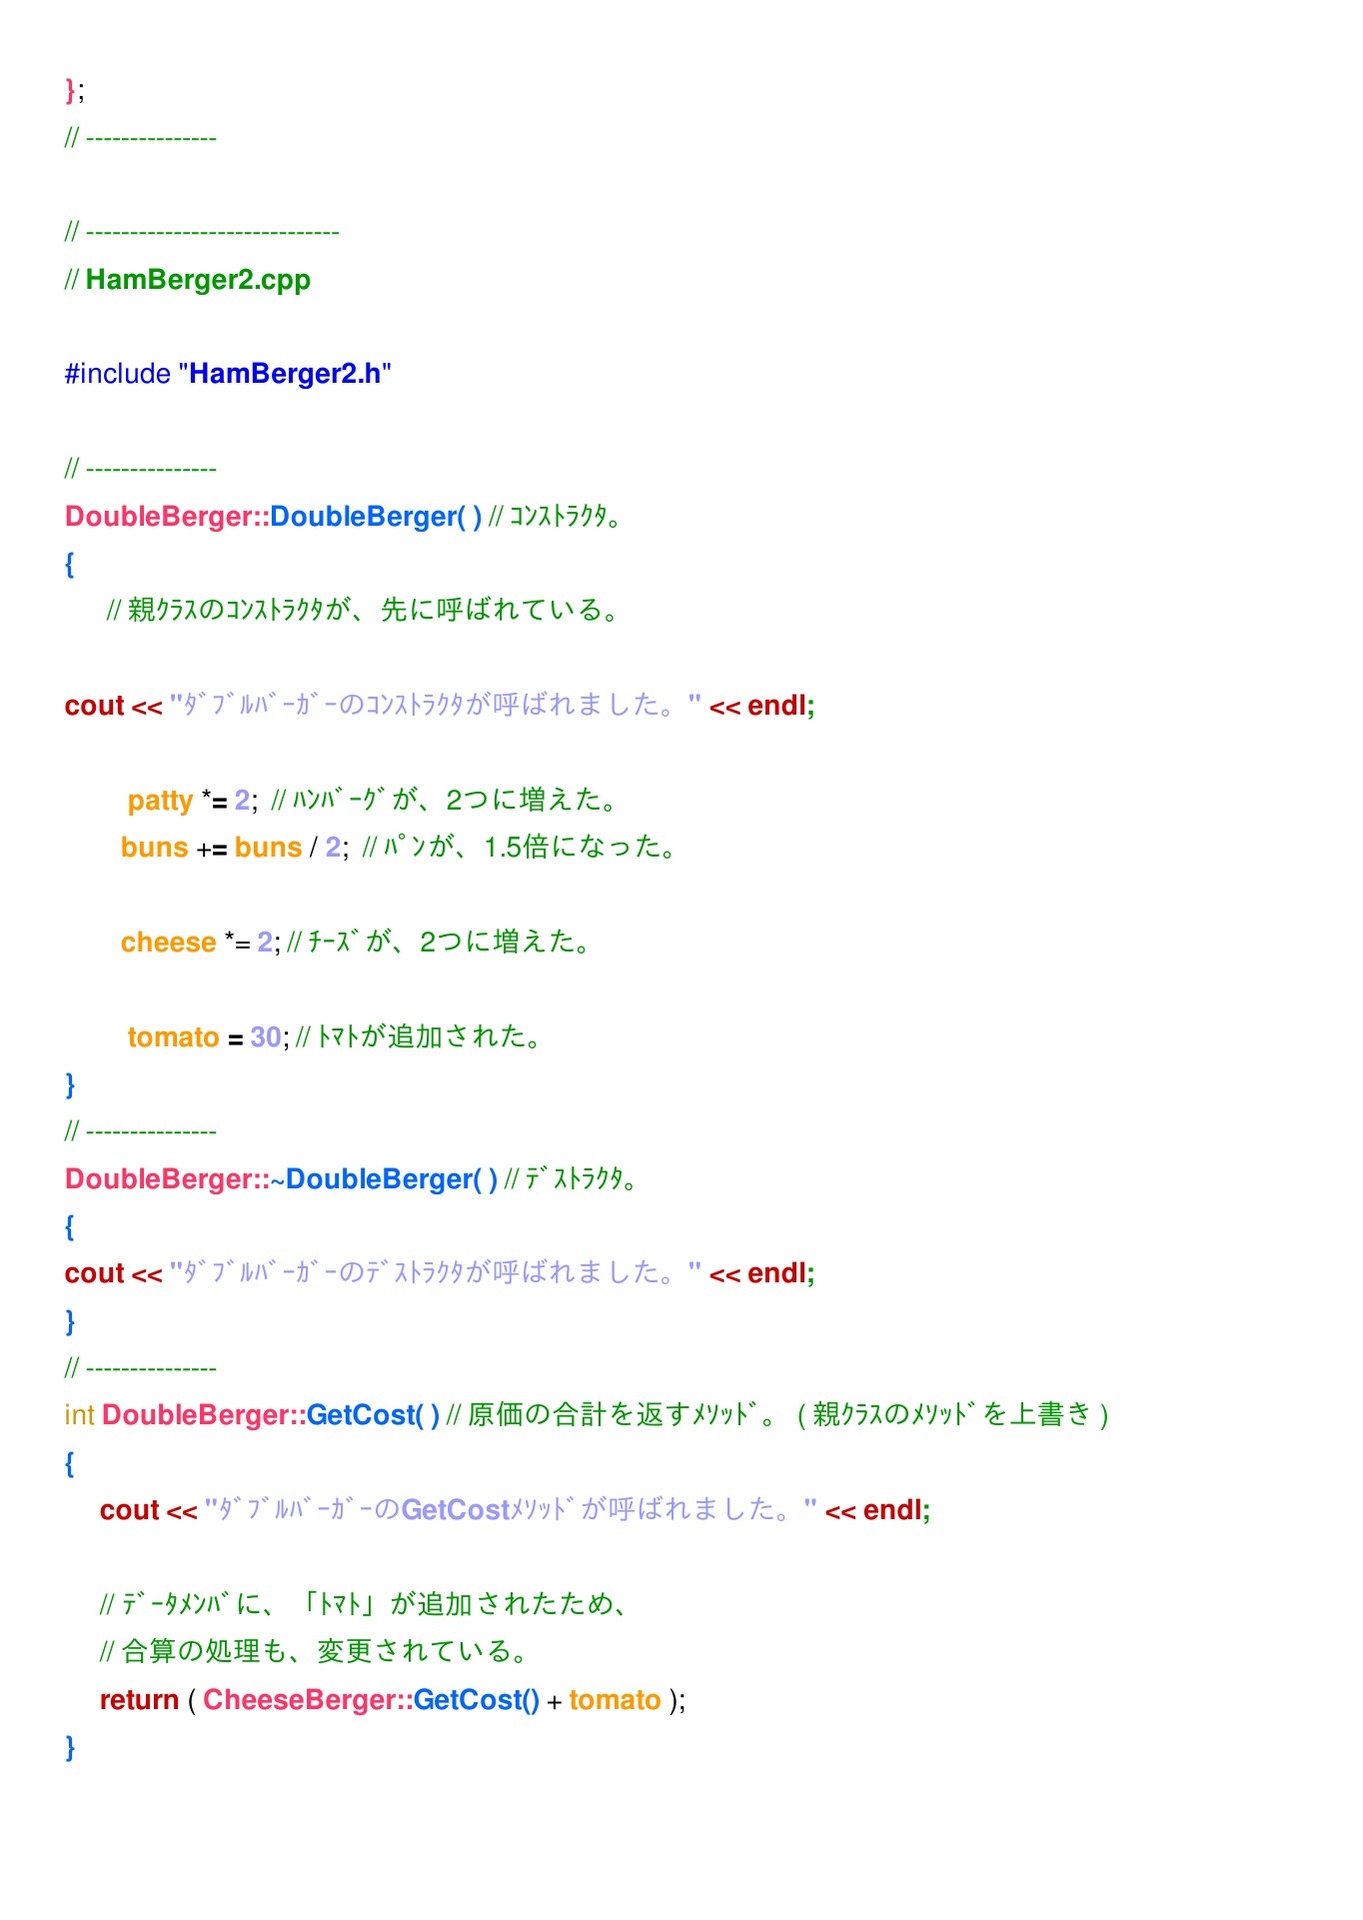 };
// ---------------
// -----------------------------
// HamBerger2.cpp
#include "HamBerger2.h"
// ---------------
DoubleBerger::DoubleBerger( ) // ｺﾝｽﾄﾗｸﾀ。
{
// 親ｸﾗｽのｺﾝｽﾄﾗｸﾀが、先に呼ばれている。
cout << "ﾀﾞﾌﾞﾙﾊﾞｰｶﾞｰのｺﾝｽﾄﾗｸﾀが呼ばれました。" << endl;
patty *= 2; // ﾊﾝﾊﾞｰｸﾞが、2つに増えた。
buns += buns / 2; // ﾊﾟﾝが、1.5倍になった。
cheese *= 2; // ﾁｰｽﾞが、2つに増えた。
tomato = 30; // ﾄﾏﾄが追加された。
}
// ---------------
DoubleBerger::~DoubleBerger( ) // ﾃﾞｽﾄﾗｸﾀ。
{
cout << "ﾀﾞﾌﾞﾙﾊﾞｰｶﾞｰのﾃﾞｽﾄﾗｸﾀが呼ばれました。" << endl;
}
// ---------------
int DoubleBerger::GetCost( ) // 原価の合計を返すﾒｿｯﾄﾞ。 ( 親ｸﾗｽのﾒｿｯﾄﾞを上書き )
{
cout << "ﾀﾞﾌﾞﾙﾊﾞｰｶﾞｰのGetCostﾒｿｯﾄﾞが呼ばれました。" << endl;
// ﾃﾞｰﾀﾒﾝﾊﾞに、「ﾄﾏﾄ」が追加されたため、
// 合算の処理も、変更されている。
return ( CheeseBerger::GetCost() + tomato );
}